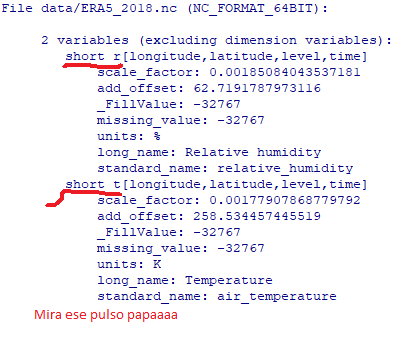 File data/ERA5_2018.nc (NC_FORMAT_64BIT):
2 variables (excluding dimension variables):
short r[longitude,latitude,level,time]
scale_factor: 0.00185084043537181
add_offset: 62.7191787973116
_FillValue: -32767
missing_value: -32767
units: %
long_name: Relative humidity
standard_name: relative_humidity
short t[longitude,latitude,level,time]
scale_factor: 0.00177907868779792
add_offset: 258.534457445519
_FillValue: -32767
missing_value: -32767
units: K
long_name: Temperature
standard_name: air_temperature
Mira ese pulso papaaaa